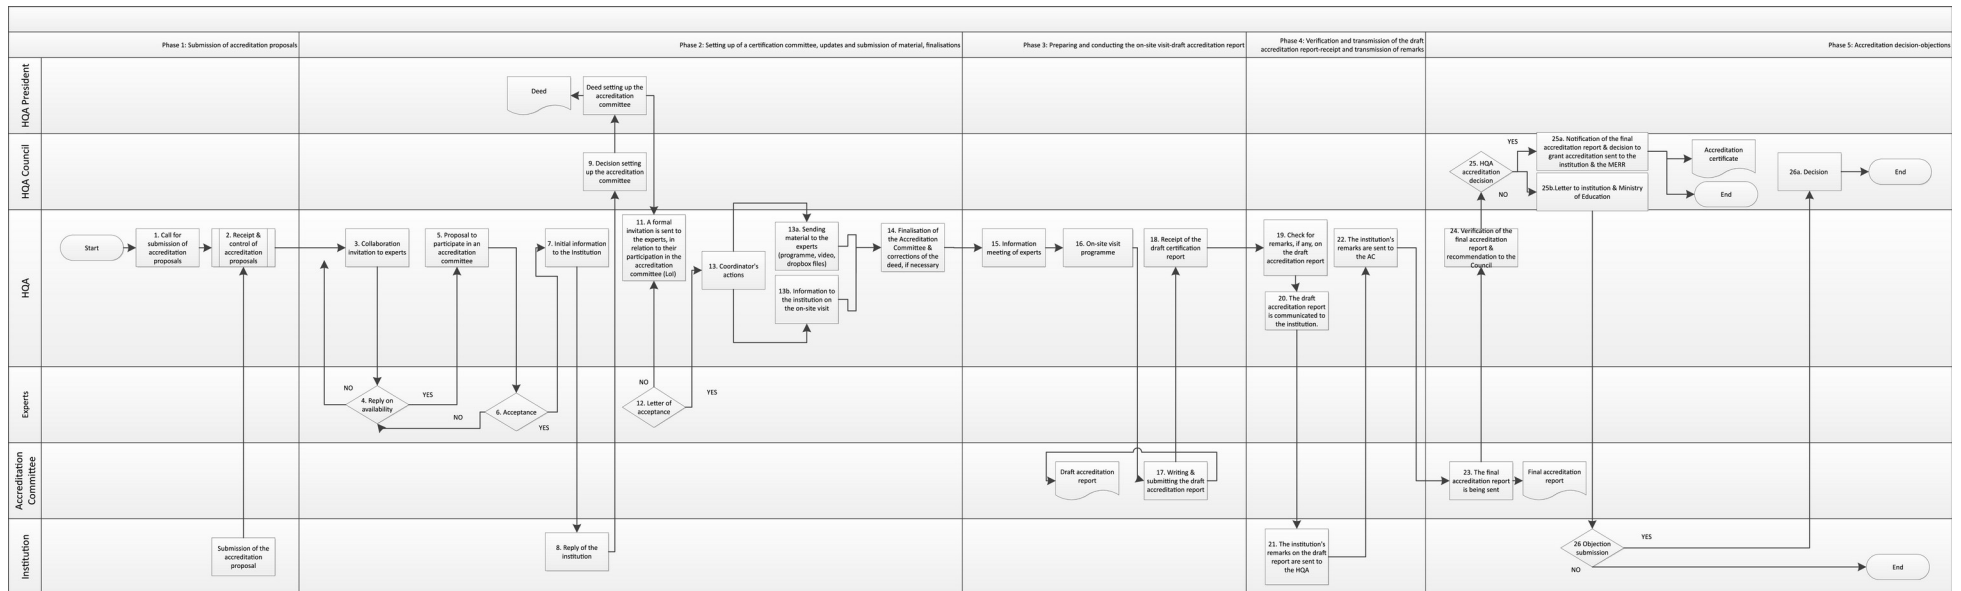 Phase 1: Submission of accreditation proposals
Phase 2: Setting up of a certification committee, updates and submission of material, finalisations
Phase 3: Preparing and conducting the on-site visit-draft accreditation report
Phase 4: Verification and transmission of the draft
accreditation report-receipt and transmission of remarks
Phase 5: Accreditation decision-objections
HQA President
Deed
Deed setting up the
accreditation
committee
HQA Council
9. Decision setting
up the accreditation
committee
25. HQA
accreditation
decision
YES
NO
25a. Notification of the final
accreditation report & decision to
grant accreditation sent to the
institution & the MERR
25b.Letter to institution & Ministry
of Education
Accreditation
certificate
End
26a. Decision
End
HQA
Start
1. Call for
submission of
accreditation
proposals
2. Receipt &
control of
accreditation
proposals
3. Collaboration
invitation to experts
5. Proposal to
participate in an
accreditation
committee
7. Initial information
to the Institution
11. A formal
invitation is sent to
the experts, in
relation to their
participation in the
accreditation
committee (LoI)
13. Coordinator's
actions
13a. Sending
material to the
experts
(programme, video,
dropbox files)
13b. Information to
the institution on
the on-site visit
14. Finalisation of
the Accreditation
Committee &
corrections of the
deed, if necessary
15. Information
meeting of experts
16. On-site visit
programme
18. Receipt of the
draft certification
report
19. Check for
remarks, if any, on
the draft
accreditation report
20. The draft
accreditation report
is communicated to
the institution.
22. The institution's
remarks are sent to
the AC
24. Verification of the
final accreditation
report &
recommendation to the
Council
Experts
NO
4. Reply on
availability
YES
NO
6. Acceptance
YES
NO
12. Letter of
acceptance
YES
Accreditation
Committee
Draft accreditation
report
17. Writing &
submitting the draft
accreditation report
23. The final
accreditation report
is being sent
Final accreditation
report
Institution
Submission of the
accreditation
proposal
8. Reply of the
institution
21. The institution's
remarks on the draft
report are sent to
the HQA
26 Objection
submission
YES
NO
End